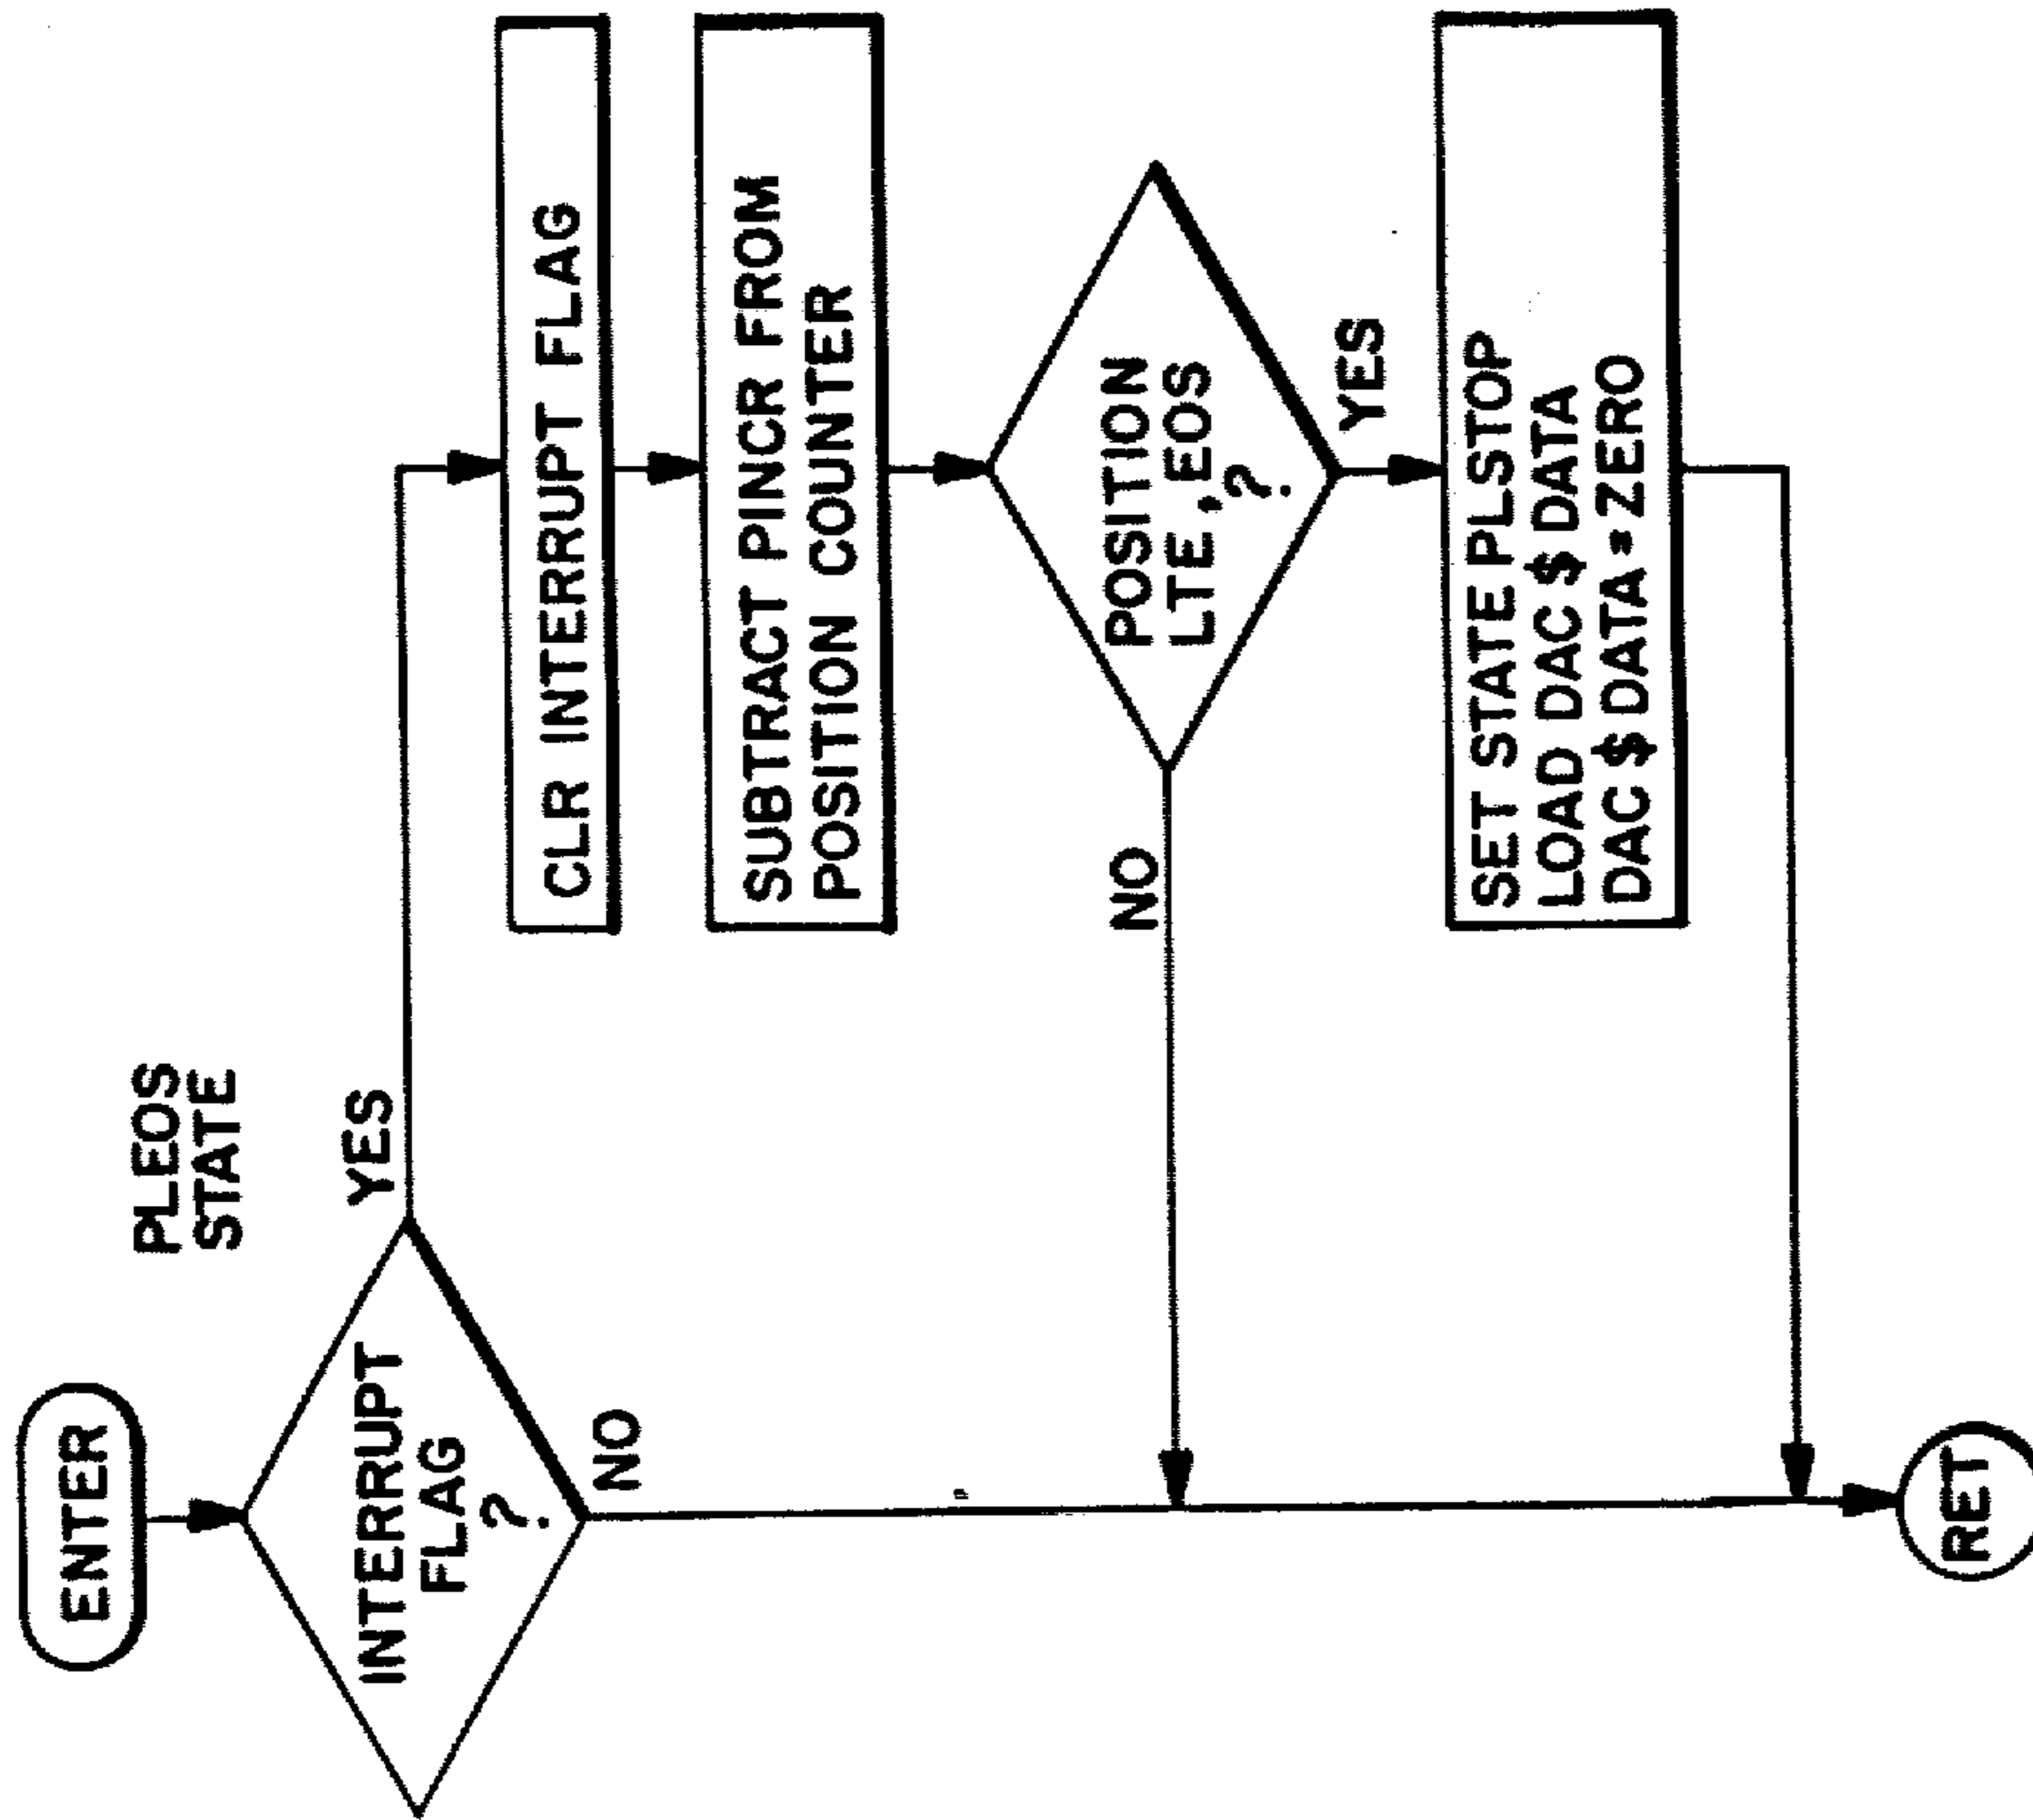 PLEOS
STATE
ENTER
INTERRUPT
FLAG
?
YES
NO
CLR INTERRUPT FLAG
SUBTRACT PINCR FROM
POSITION COUNTER
POSITION
LTE, EOS
?
NO
YES
SET STATE PLSTOP
LOAD DAC $ DATA
DAC $ DATA = ZERO
RET